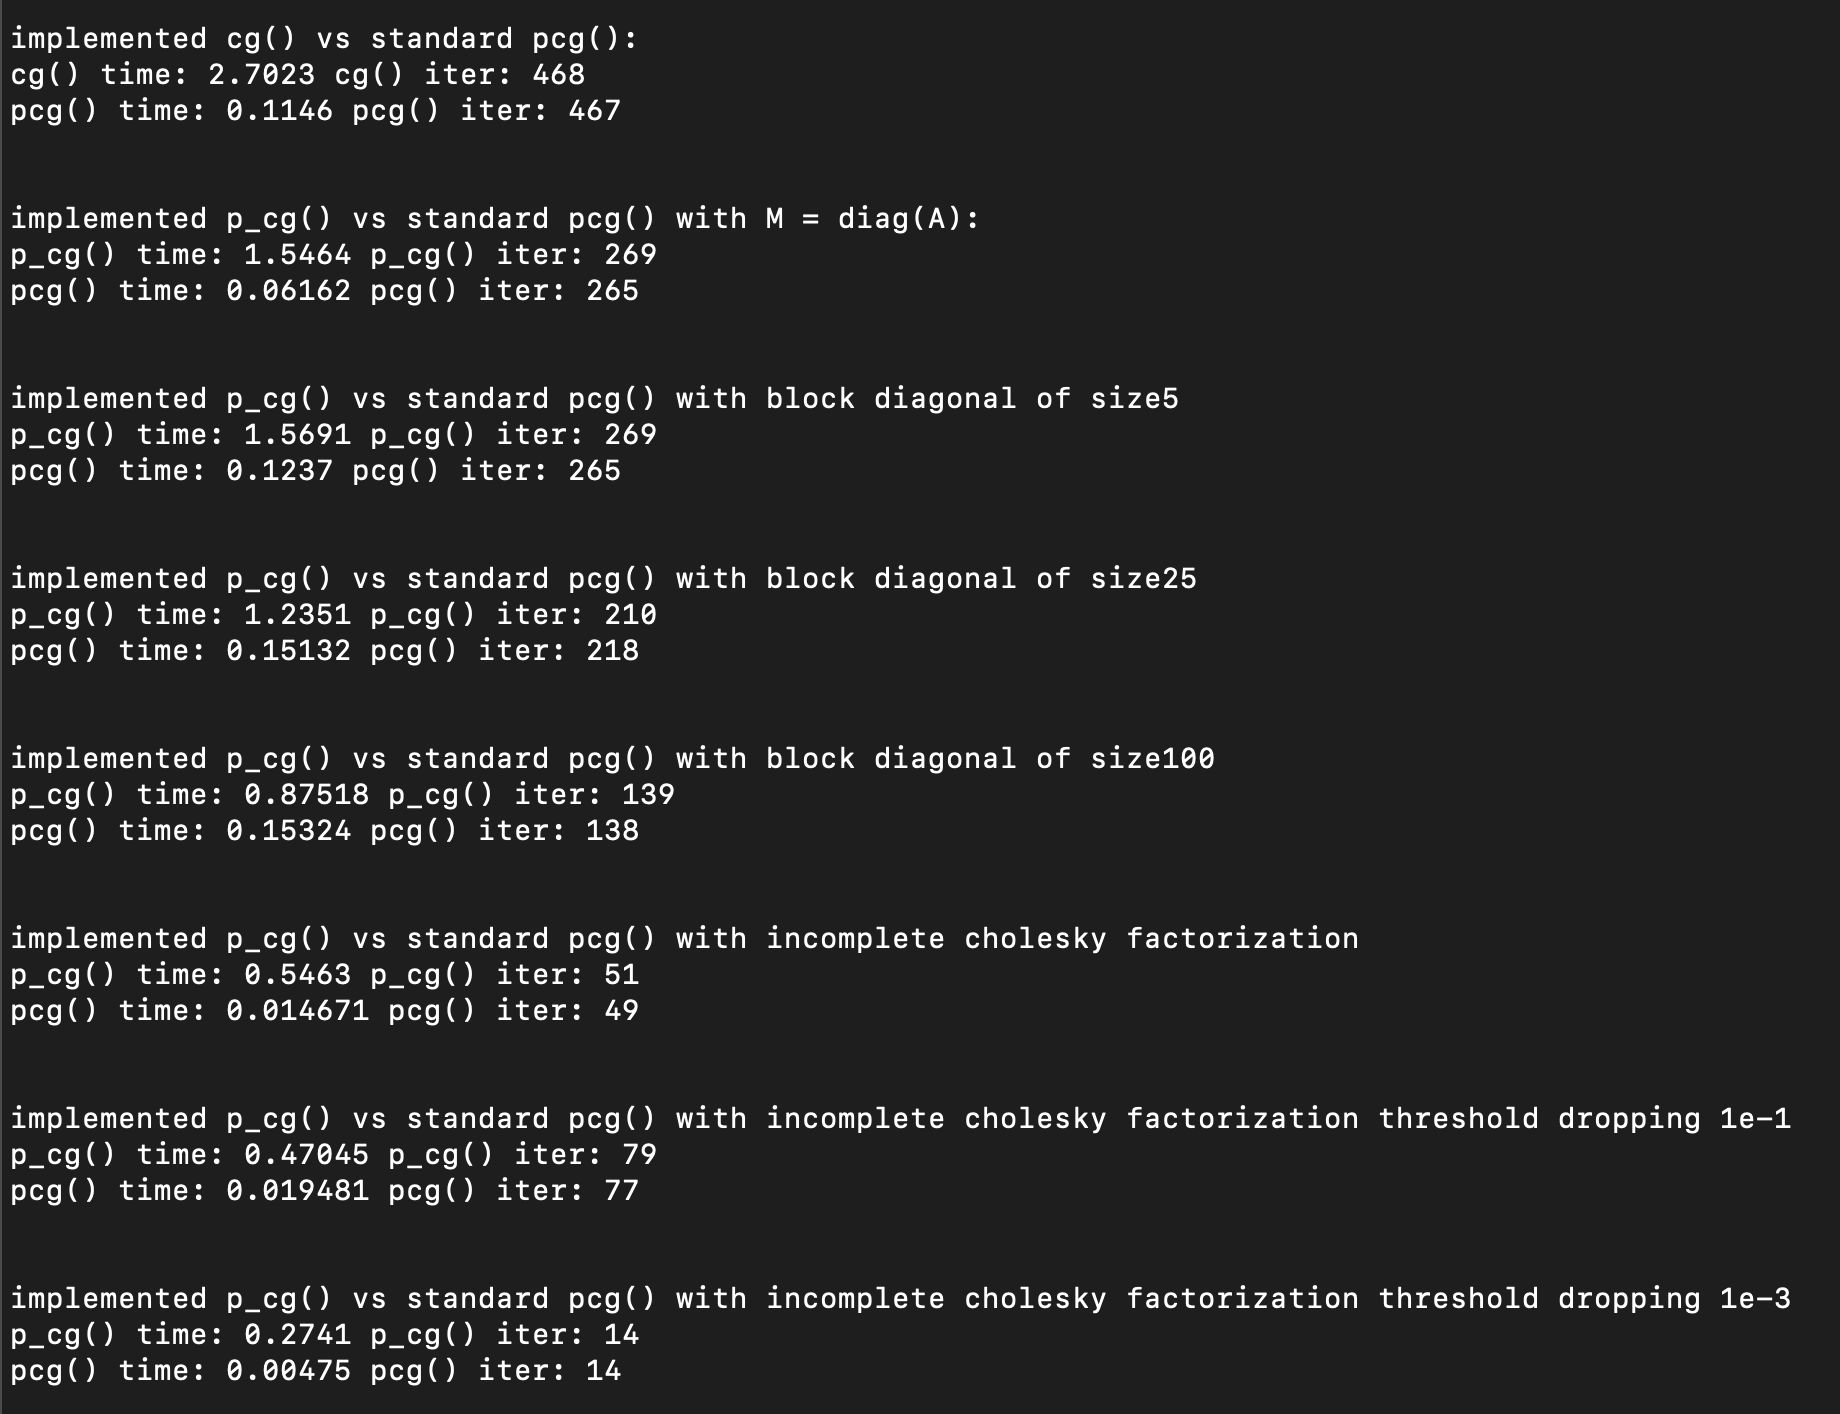 implemented cg() vs standard pcg():
cg() time: 2.7023 cg() iter: 468
pcg() time: 0.1146 pcg() iter: 467
implemented p_cg() vs standard pcg() with M = diag(A):
p_cg() time: 1.5464 p_cg() iter: 269
pcg() time: 0.06162 pcg() iter: 265
implemented p_cg() vs standard pcg() with block diagonal of size5
p_cg() time: 1.5691 p_cg() iter: 269
pcg() time: 0.1237 pcg() iter: 265
implemented p_cg() vs standard pcg() with block diagonal of size25
p_cg() time: 1.2351 p_cg() iter: 210
pcg() time: 0.15132 pcg() iter: 218
implemented p_cg() vs standard pcg() with block diagonal of size100
p_cg() time: 0.87518 p_cg() iter: 139
pcg() time: 0.15324 pcg() iter: 138
implemented p_cg() vs standard pcg() with incomplete cholesky factorization
p_cg() time: 0.5463 p_cg() iter: 51
pcg() time: 0.014671 pcg() iter: 49
implemented p_cg() vs standard pcg() with incomplete cholesky factorization threshold dropping 1e-1
p_cg() time: 0.47045 p_cg() iter: 79
pcg() time: 0.019481 pcg() iter: 77
implemented p_cg() vs standard pcg() with incomplete cholesky factorization threshold dropping 1e-3
p_cg() time: 0.2741 p_cg() iter: 14
pcg() time: 0.00475 pcg() iter: 14